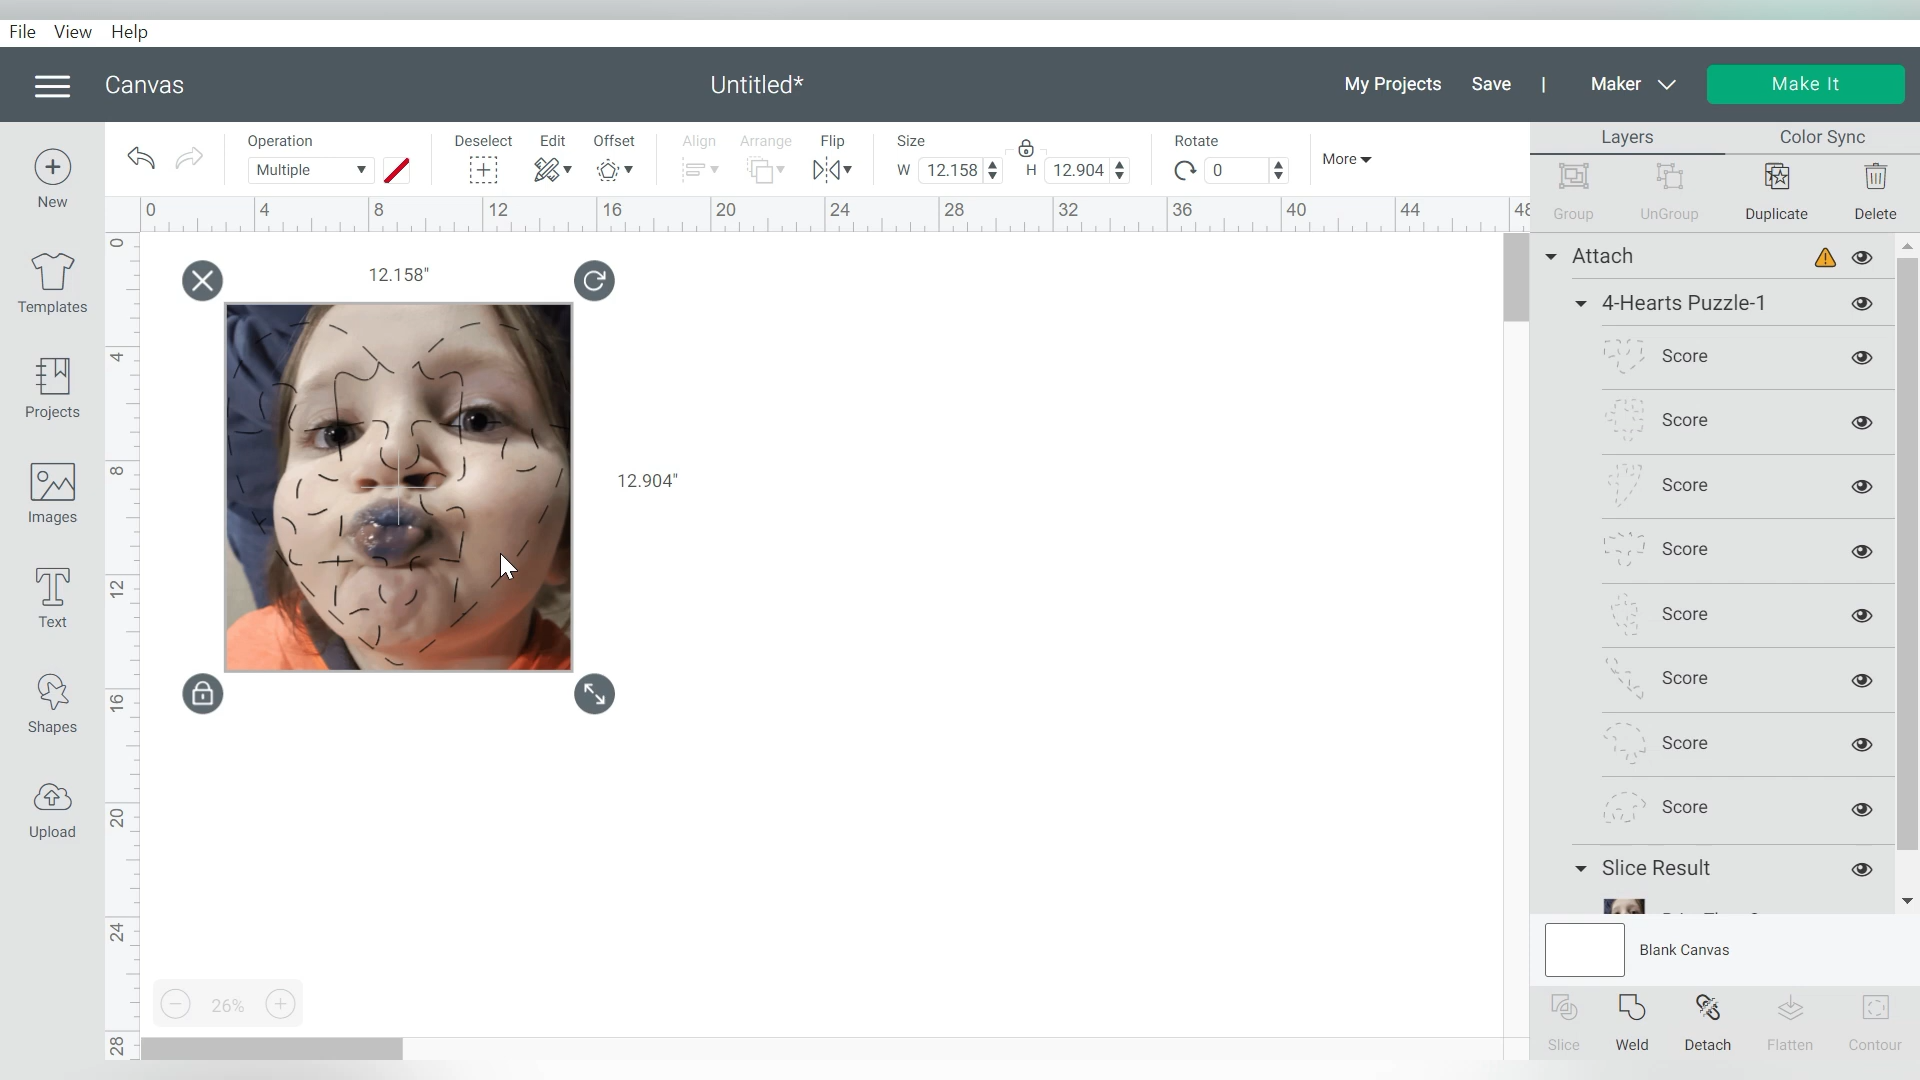 File View Help
Canvas
Untitled*
My Projects Save | Maker
Make It
Operation
Multiple
Deselect
Edit
Offset
Align
Arrange
Flip
Size
W 12.158
H 12.904
Rotate
0
More
Layers
Color Sync
Group
UnGroup
Duplicate
Delete
New
Templates
Projects
Images
Text
Shapes
Upload
0 4 8 12 16 20 24 28 32 36 40 44 48
0
4
8
12
16
20
24
28
12.158"
12.904"
26%
Attach
4-Hearts Puzzle-1
Score
Score
Score
Score
Score
Score
Score
Score
Slice Result
Blank Canvas
Slice
Weld
Detach
Flatten
Contour